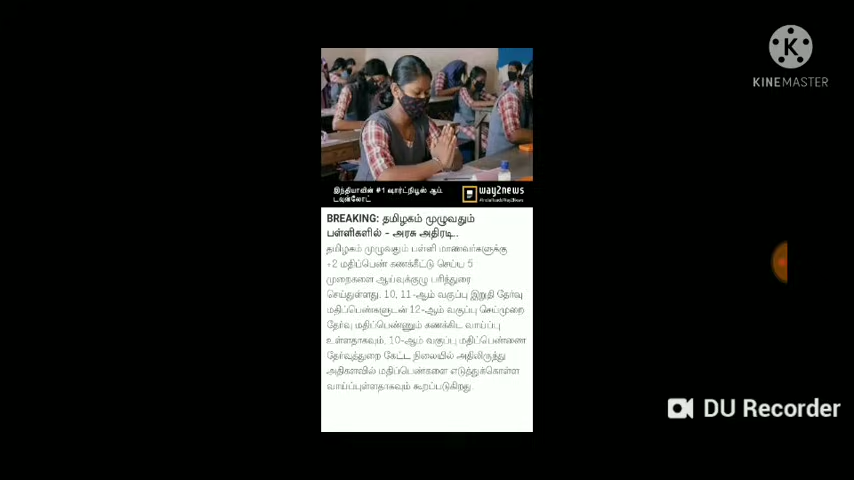 KINEMASTER
இந்தியாவின் #1 ஷார்ட்நியூஸ் ஆப்
டவுன்லோட்
way2news
BREAKING: தமிழகம் முழுவதும்
பள்ளிகளில் - அரசு அதிரடி..
தமிழகம் முழுவதும் பள்ளி மாணவர்களுக்கு
+2 மதிப்பெண் கணக்கீட்டு செய்ய 5
முறைகளை ஆய்வுக்குழு பரித்துரை
செய்துள்ளது. 10, 11-ஆம் வகுப்பு இறுதி தேர்வு
மதிப்பெண்களுடன் 12-ஆம் வகுப்பு செய்முறை
தேர்வு மதிப்பெண்ணும் கணக்கிட வாய்ப்பு
உள்ளதாகவும், 10-ஆம் வகுப்பு மதிப்பெண்ணை
தேர்வுத்துறை கேட்ட நிலையில் அதிலிருந்து
அதிகளவில் மதிப்பெண்களை எடுத்துக்கொள்ள
வாய்ப்புள்ளதாகவும் கூறப்படுகிறது.
DU Recorder